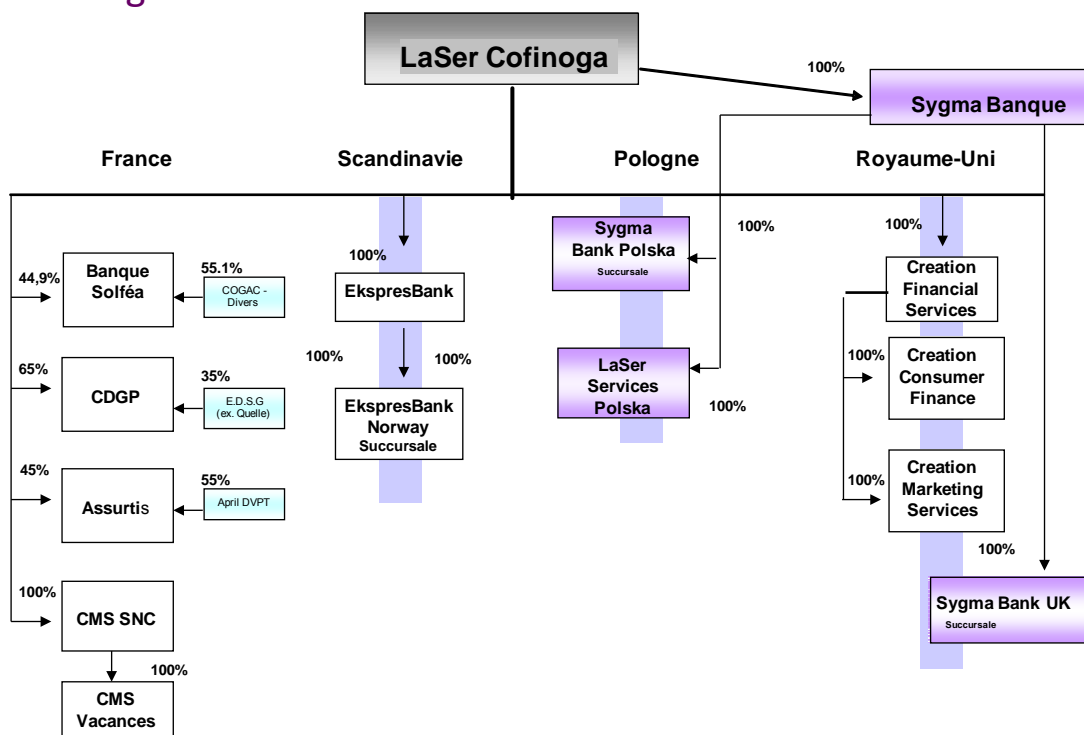 LaSer Cofinoga
100%
Sygma Banque
France
Scandinavie
Pologne
Royaume-Uni
44,9%
Banque
Solféa
55.1%
COGAC -
Divers
65%
CDGP
35%
E.D.S.G
(ex. Quelle)
45%
Assurtis
55%
April DVPT
100%
CMS SNC
100%
CMS
Vacances
100%
EkspresBank
100%
100%
EkspresBank
Norway
Succursale
Sygma
Bank Polska
Succursale
100%
LaSer
Services
Polska
100%
100%
Creation
Financial
Services
100%
Creation
Consumer
Finance
100%
Creation
Marketing
Services
100%
Sygma Bank UK
Succursale